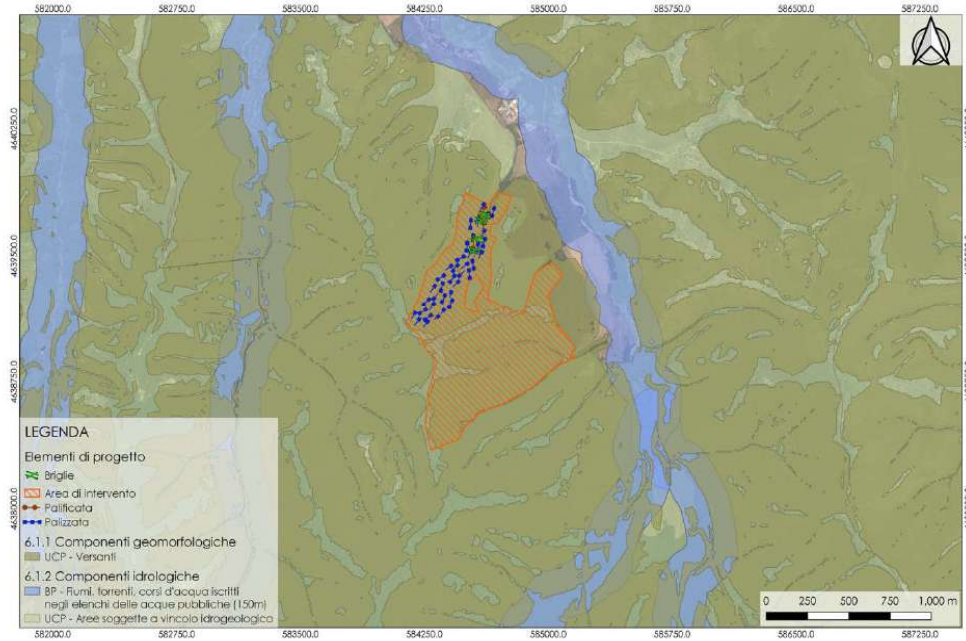 582000.0 582750.0 583500.0 584250.0 585000.0 585750.0 586500.0 587250.0
4640250.0
4639500.0
4638750.0
4638000.0
LEGENDA
Elementi di progetto
Briglie
Area di intervento
Palificata
Palizzata
6.1.1 Componenti geomorfologiche
UCP - Versanti
6.1.2 Componenti idrologiche
BP - Fiumi, torrenti, corsi d'acqua iscritti
negli elenchi delle acque pubbliche (150m)
UCP - Aree soggette a vincolo idrogeologico
0 250 500 750 1,000 m
582000.0 582750.0 583500.0 584250.0 585000.0 585750.0 586500.0 587250.0